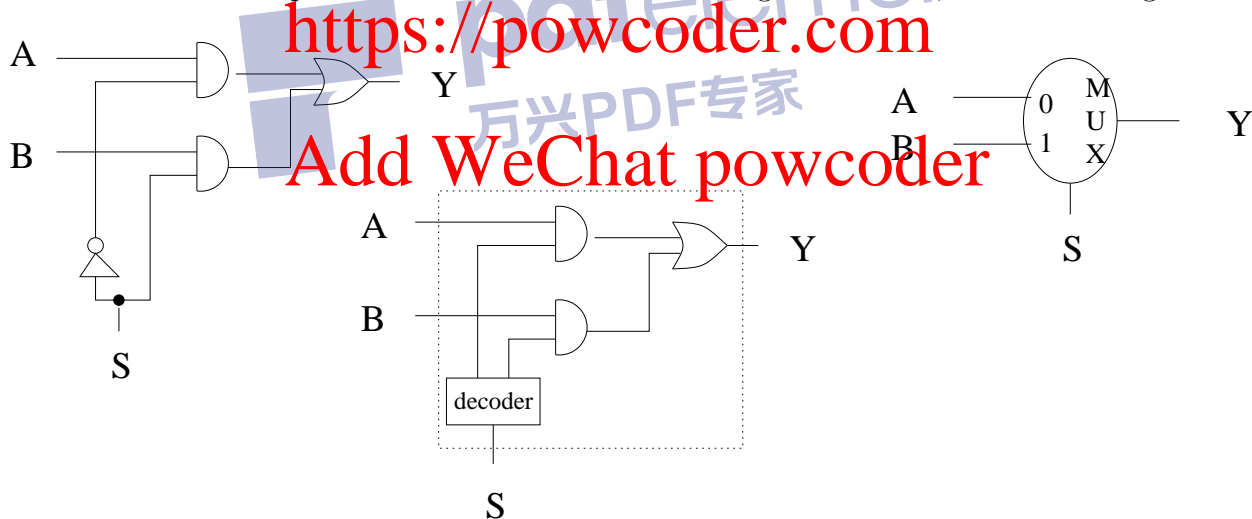 https://powcoder.com
A
Y
B
S
万兴PDF专家
Add WeChat powcoder
A
B
Y
decoder
S
A
B
0
1
M
U
X
Y
S